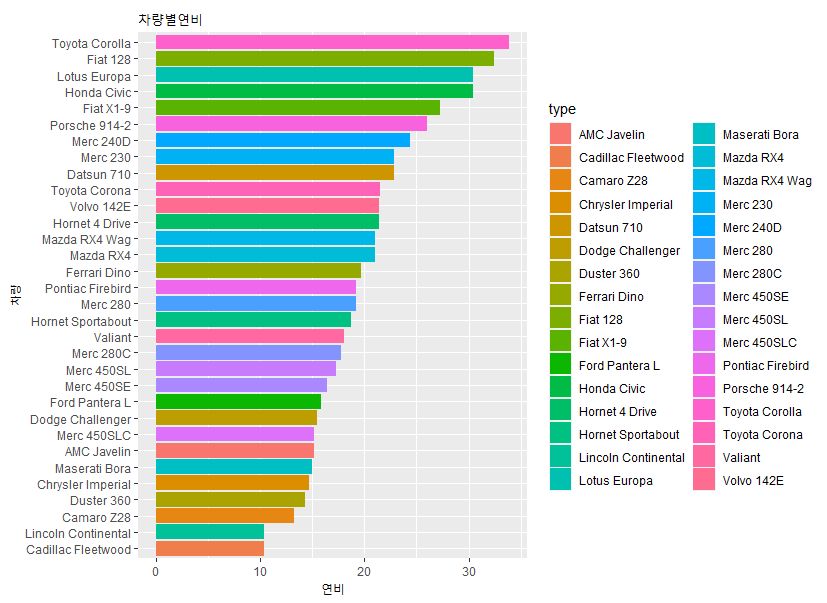 차량별연비
차량
Toyota Corolla
Fiat 128
Lotus Europa
Honda Civic
Fiat X1-9
Porsche 914-2
Merc 240D
Merc 230
Datsun 710
Toyota Corona
Volvo 142E
Hornet 4 Drive
Mazda RX4 Wag
Mazda RX4
Ferrari Dino
Pontiac Firebird
Merc 280
Hornet Sportabout
Valiant
Merc 280C
Merc 450SL
Merc 450SE
Ford Pantera L
Dodge Challenger
Merc 450SLC
AMC Javelin
Maserati Bora
Chrysler Imperial
Duster 360
Camaro Z28
Lincoln Continental
Cadillac Fleetwood
0 10 20 30
연비
type
AMC Javelin
Cadillac Fleetwood
Camaro Z28
Chrysler Imperial
Datsun 710
Dodge Challenger
Duster 360
Ferrari Dino
Fiat 128
Fiat X1-9
Ford Pantera L
Honda Civic
Hornet 4 Drive
Hornet Sportabout
Lincoln Continental
Lotus Europa
Maserati Bora
Mazda RX4
Mazda RX4 Wag
Merc 230
Merc 240D
Merc 280
Merc 280C
Merc 450SE
Merc 450SL
Merc 450SLC
Pontiac Firebird
Porsche 914-2
Toyota Corolla
Toyota Corona
Valiant
Volvo 142E